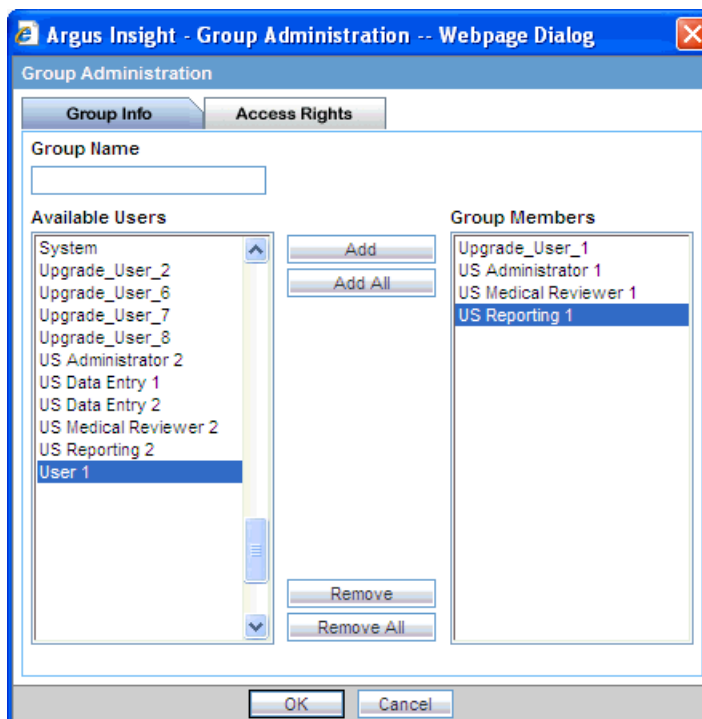 Argus Insight - Group Administration -- Webpage Dialog
Group Administration
Group Info
Access Rights
Group Name
Available Users
System
Upgrade_User_2
Upgrade_User_6
Upgrade_User_7
Upgrade_User_8
US Administrator 2
US Data Entry 1
US Data Entry 2
US Medical Reviewer 2
US Reporting 2
User 1
Add
Add All
Remove
Remove All
Group Members
Upgrade_User_1
US Administrator 1
US Medical Reviewer 1
US Reporting 1
OK
Cancel